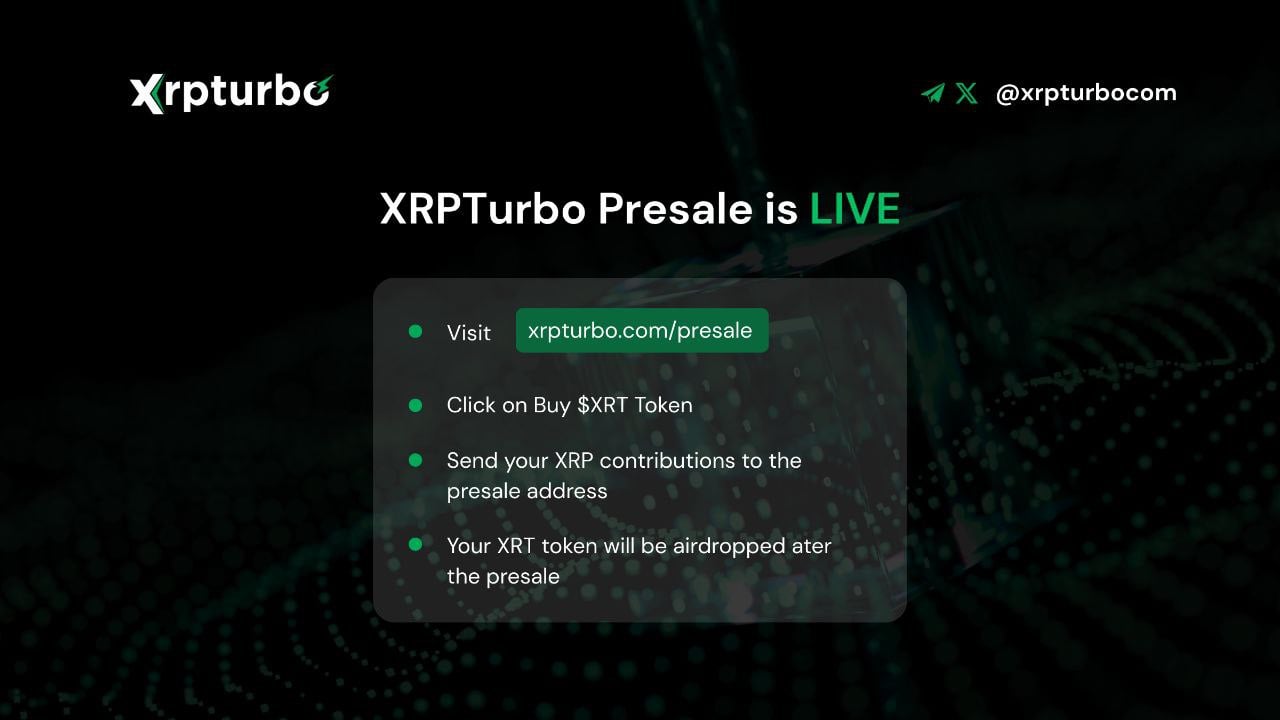 Xrpturbo
@xrpturbocom
XRPTurbo Presale is LIVE
Visit xrpturbo.com/presale
Click on Buy $XRT Token
Send your XRP contributions to the
presale address
Your XRT token will be airdropped ater
the presale